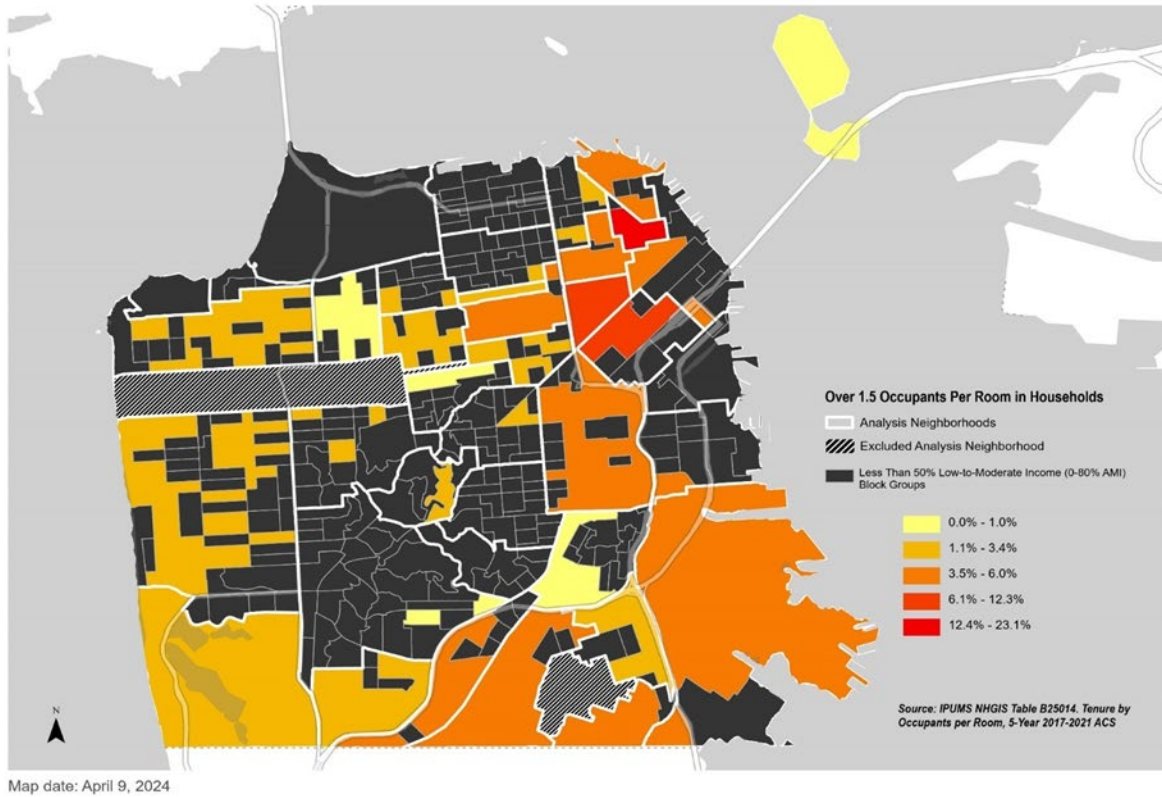 Over 1.5 Occupants Per Room in Households
Analysis Neighborhoods
Excluded Analysis Neighborhood
Less Than 50% Low-to-Moderate Income (0-80% AMI)
Block Groups
0.0% - 1.0%
1.1% - 3.4%
3.5% - 6.0%
6.1% - 12.3%
12.4% - 23.1%
N
Source: IPUMS NHGIS Table B25014. Tenure by
Occupants per Room, 5-Year 2017-2021 ACS
Map date: April 9, 2024